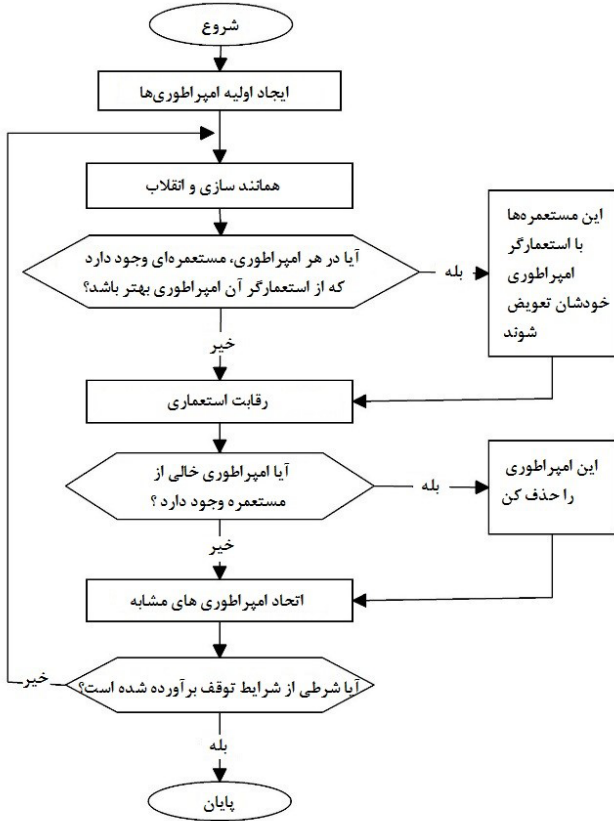 شروع
ایجاد اولیه امپراطوری‌ها
همانند سازی و انقلاب
آیا در هر امپراطوری، مستعمره‌ای وجود دارد
که از استعمارگر آن امپراطوری بهتر باشد؟
بله
این مستعمره‌ها
با استعمارگر
امپراطوری
خودشان تعویض
شوند
خیر
رقابت استعماری
آیا امپراطوری خالی از
مستعمره وجود دارد ؟
بله
این امپراطوری
را حذف کن
خیر
اتحاد امپراطوری های مشابه
آیا شرطی از شرایط توقف برآورده شده است؟
خیر
بله
پایان